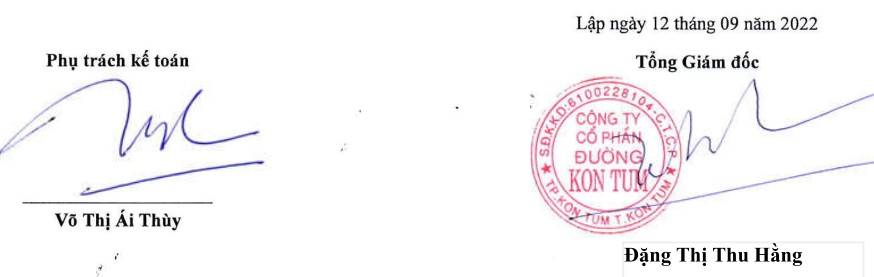 Lập ngày 12 tháng 09 năm 2022
Phụ trách kế toán
Tổng Giám đốc
S.Đ.K.K.D:6100228104-C.T.C.P
CÔNG TY
CỔ PHẦN
ĐƯỜNG
KON TUM
TP.KON TUM T.KON TUM
Võ Thị Ái Thùy
Đặng Thị Thu Hằng